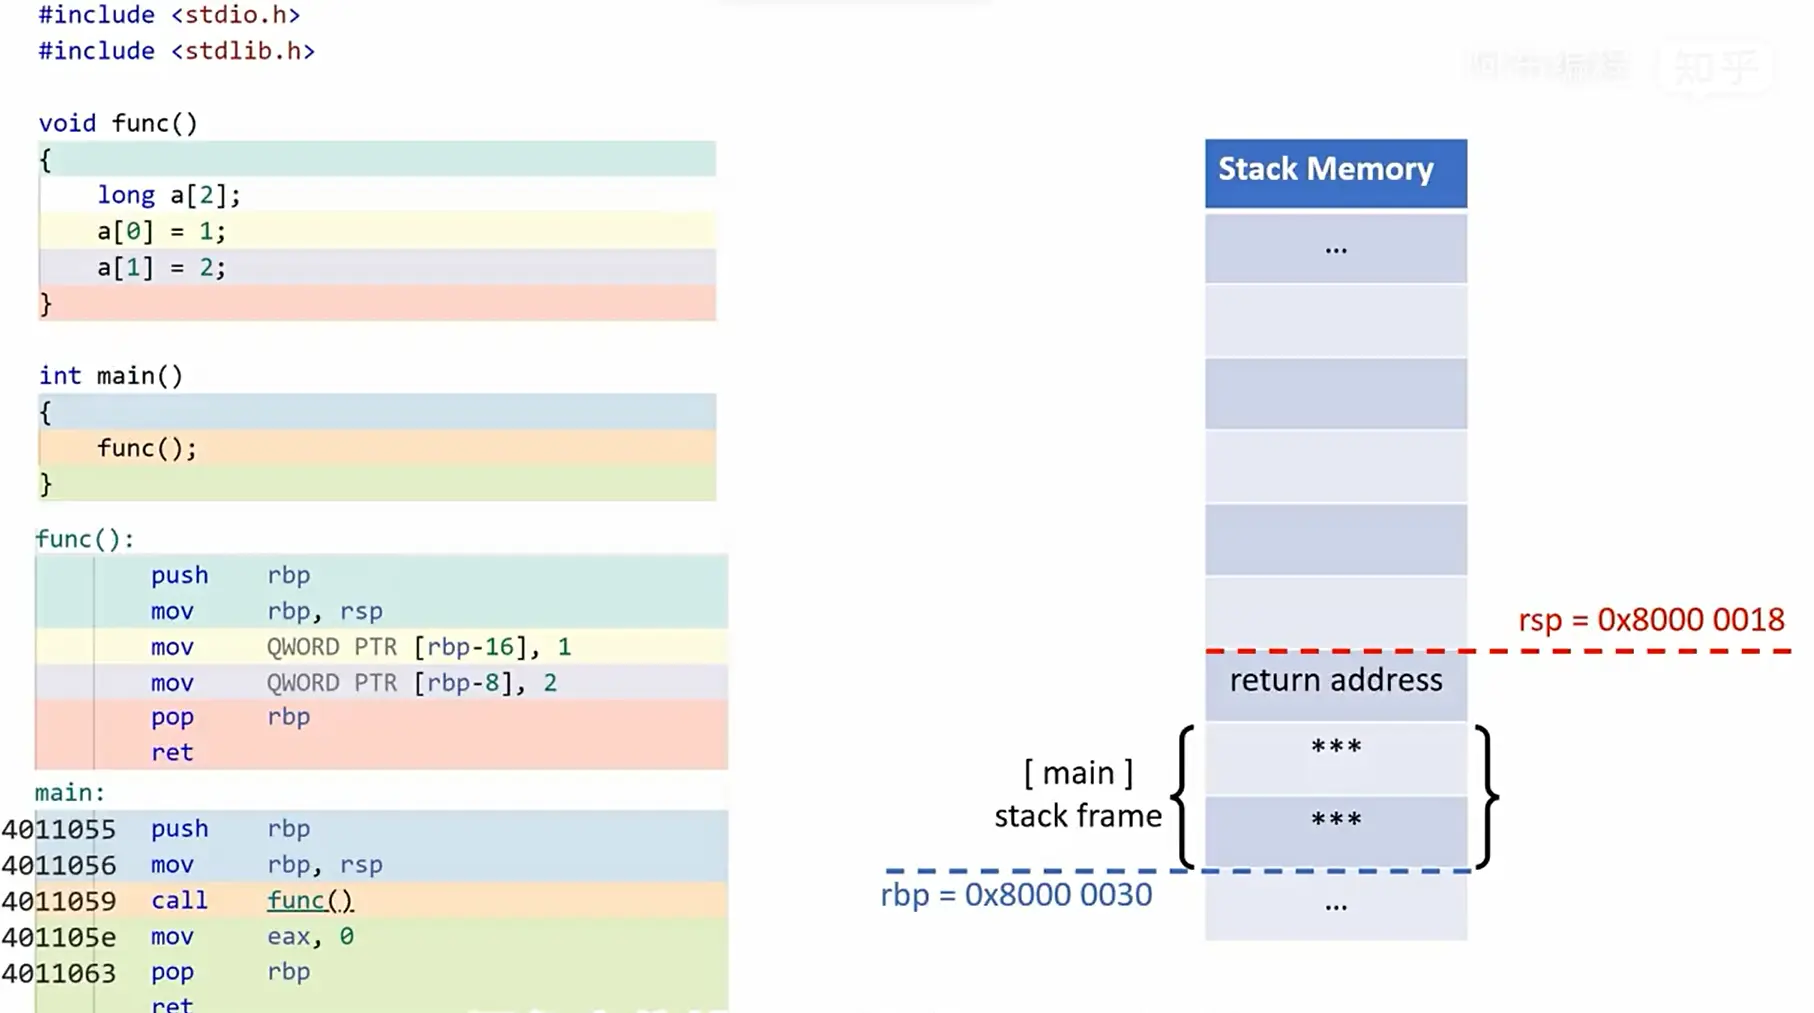 #include <stdio.h>
#include <stdlib.h>
void func()
{
long a[2];
a[0] = 1;
a[1] = 2;
}
int main()
{
func();
}
func():
push rbp
mov rbp, rsp
mov QWORD PTR [rbp-16], 1
mov QWORD PTR [rbp-8], 2
pop rbp
ret
main:
4011055 push rbp
4011056 mov rbp, rsp
4011059 call func()
401105e mov eax, 0
4011063 pop rbp
ret
知乎
Stack Memory
...
rsp = 0x8000 0018
return address
***
[ main ]
stack frame
***
rbp = 0x8000 0030
...